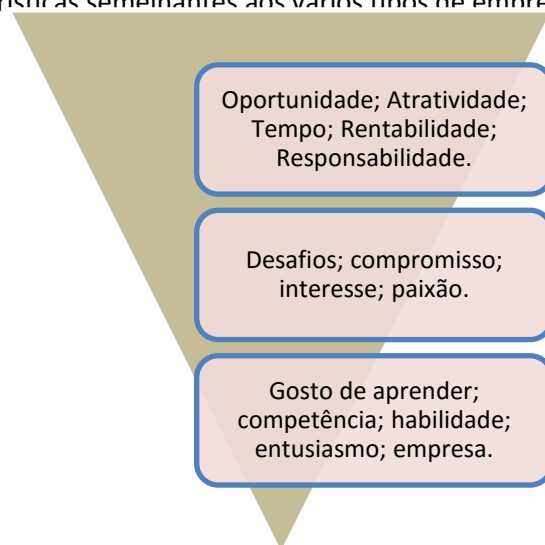 semelhantes aos vários tipos de
Oportunidade; Atratividade;
Tempo; Rentabilidade;
Responsabilidade.
Desafios; compromisso;
interesse; paixão.
Gosto de aprender;
competência; habilidade;
entusiasmo; empresa.